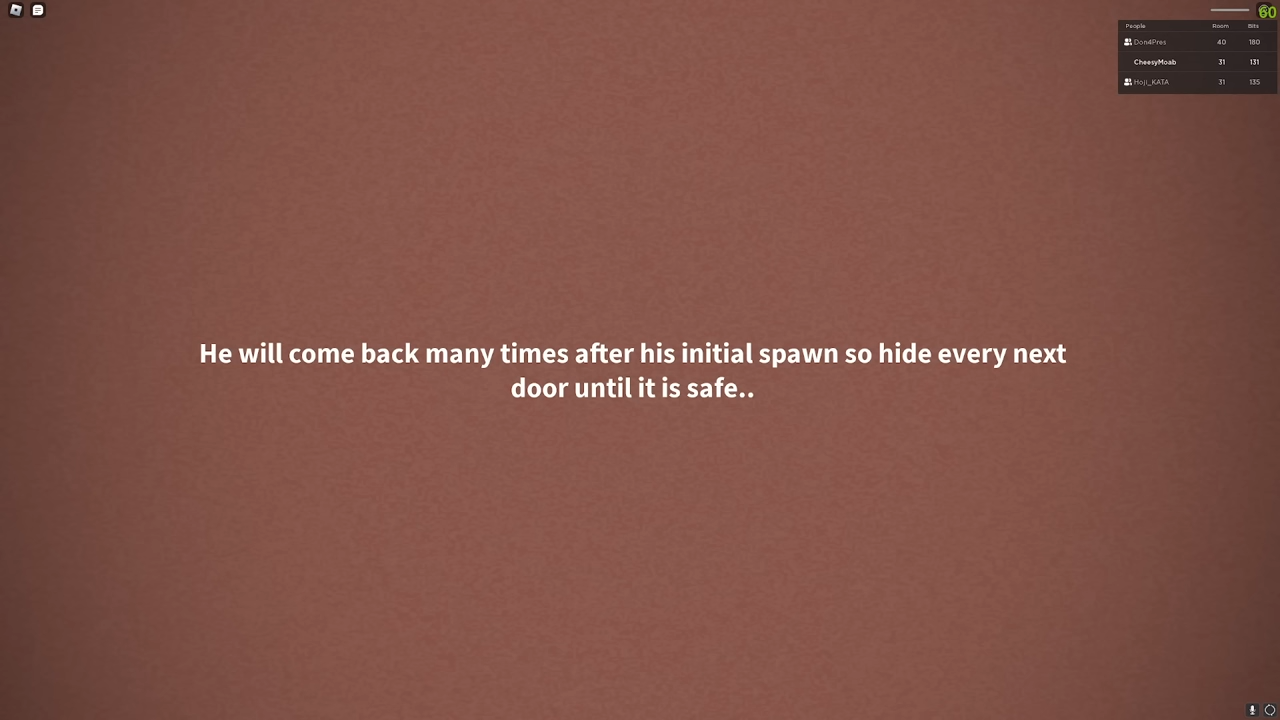 60
People Room Bits
Don4Pres 40 180
CheesyMoab 31 131
Hoji_KATA 31 135
He will come back many times after his initial spawn so hide every next
door until it is safe..